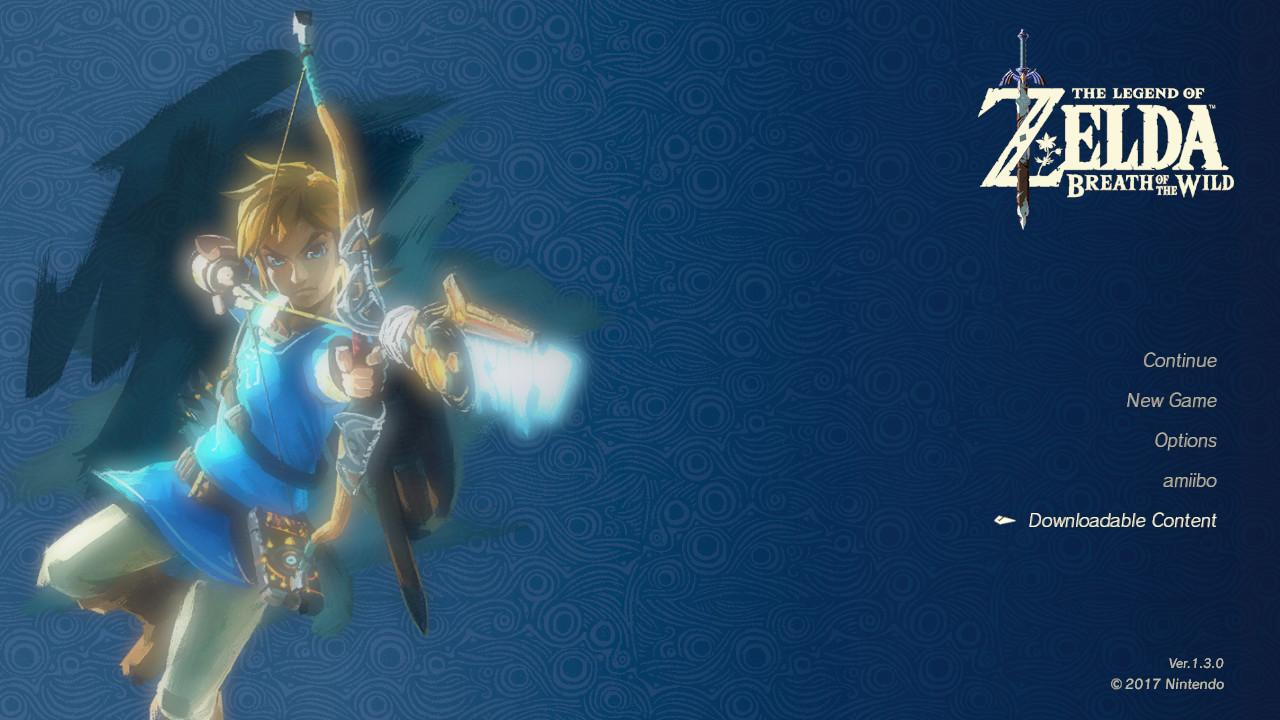 THE LEGEND OF
ZELDA™
BREATH OF THE WILD
Continue
New Game
Options
amiibo
Downloadable Content
Ver.1.3.0
© 2017 Nintendo